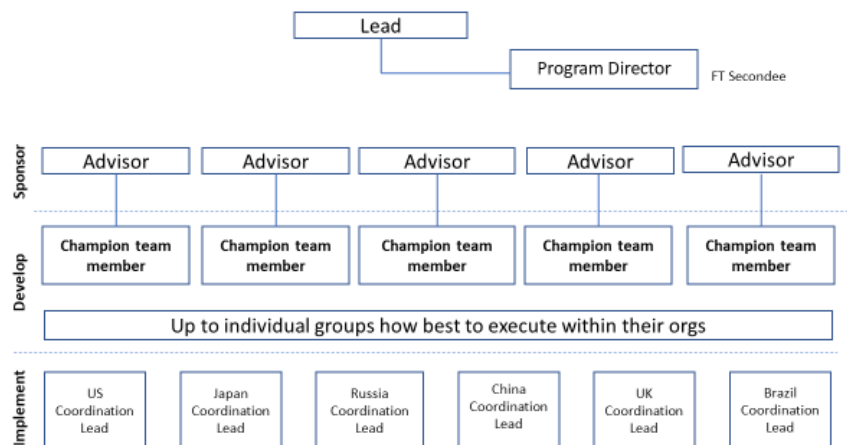 Lead
Program Director
FT Secondee
Sponsor
Advisor
Advisor
Advisor
Advisor
Advisor
Develop
Champion team
member
Champion team
member
Champion team
member
Champion team
member
Champion team
member
Up to individual groups how best to execute within their orgs
Implement
US
Coordination
Lead
Japan
Coordination
Lead
Russia
Coordination
Lead
China
Coordination
Lead
UK
Coordination
Lead
Brazil
Coordination
Lead